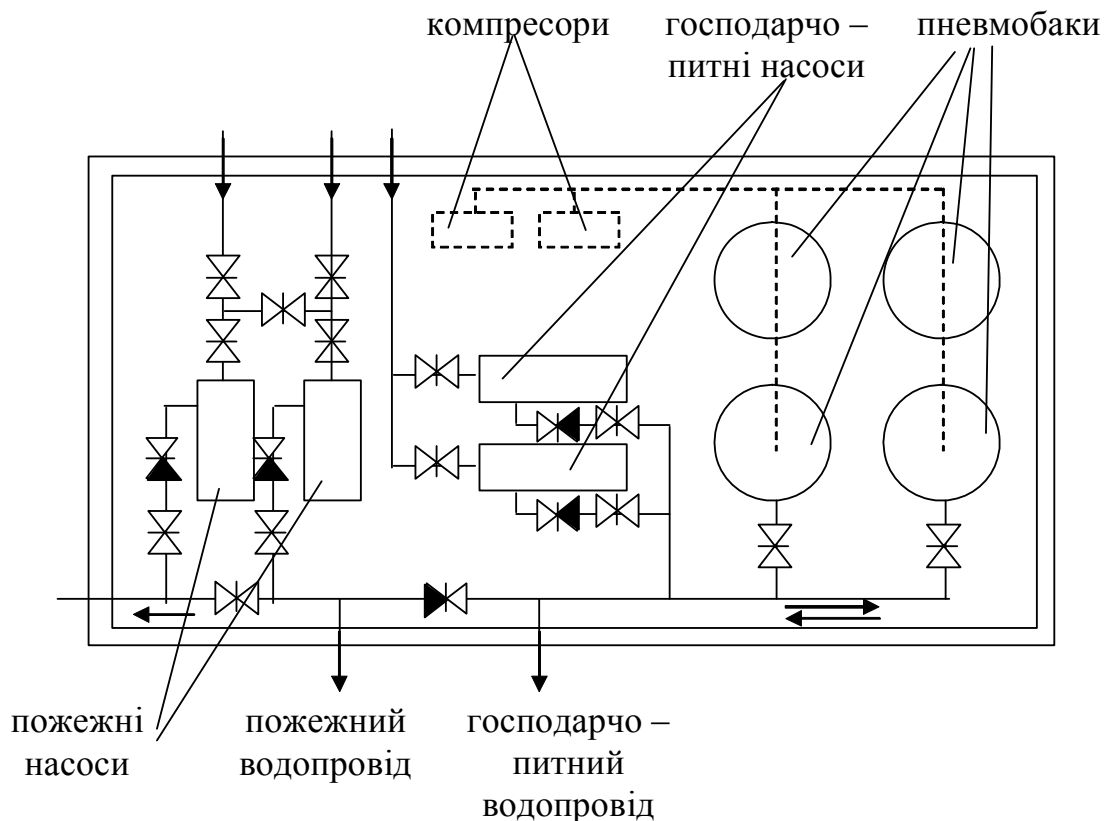 компресори
господарчо –
питні насоси
пневмобаки
пожежні
насоси
пожежний
водопровід
господарчо –
питний
водопровід